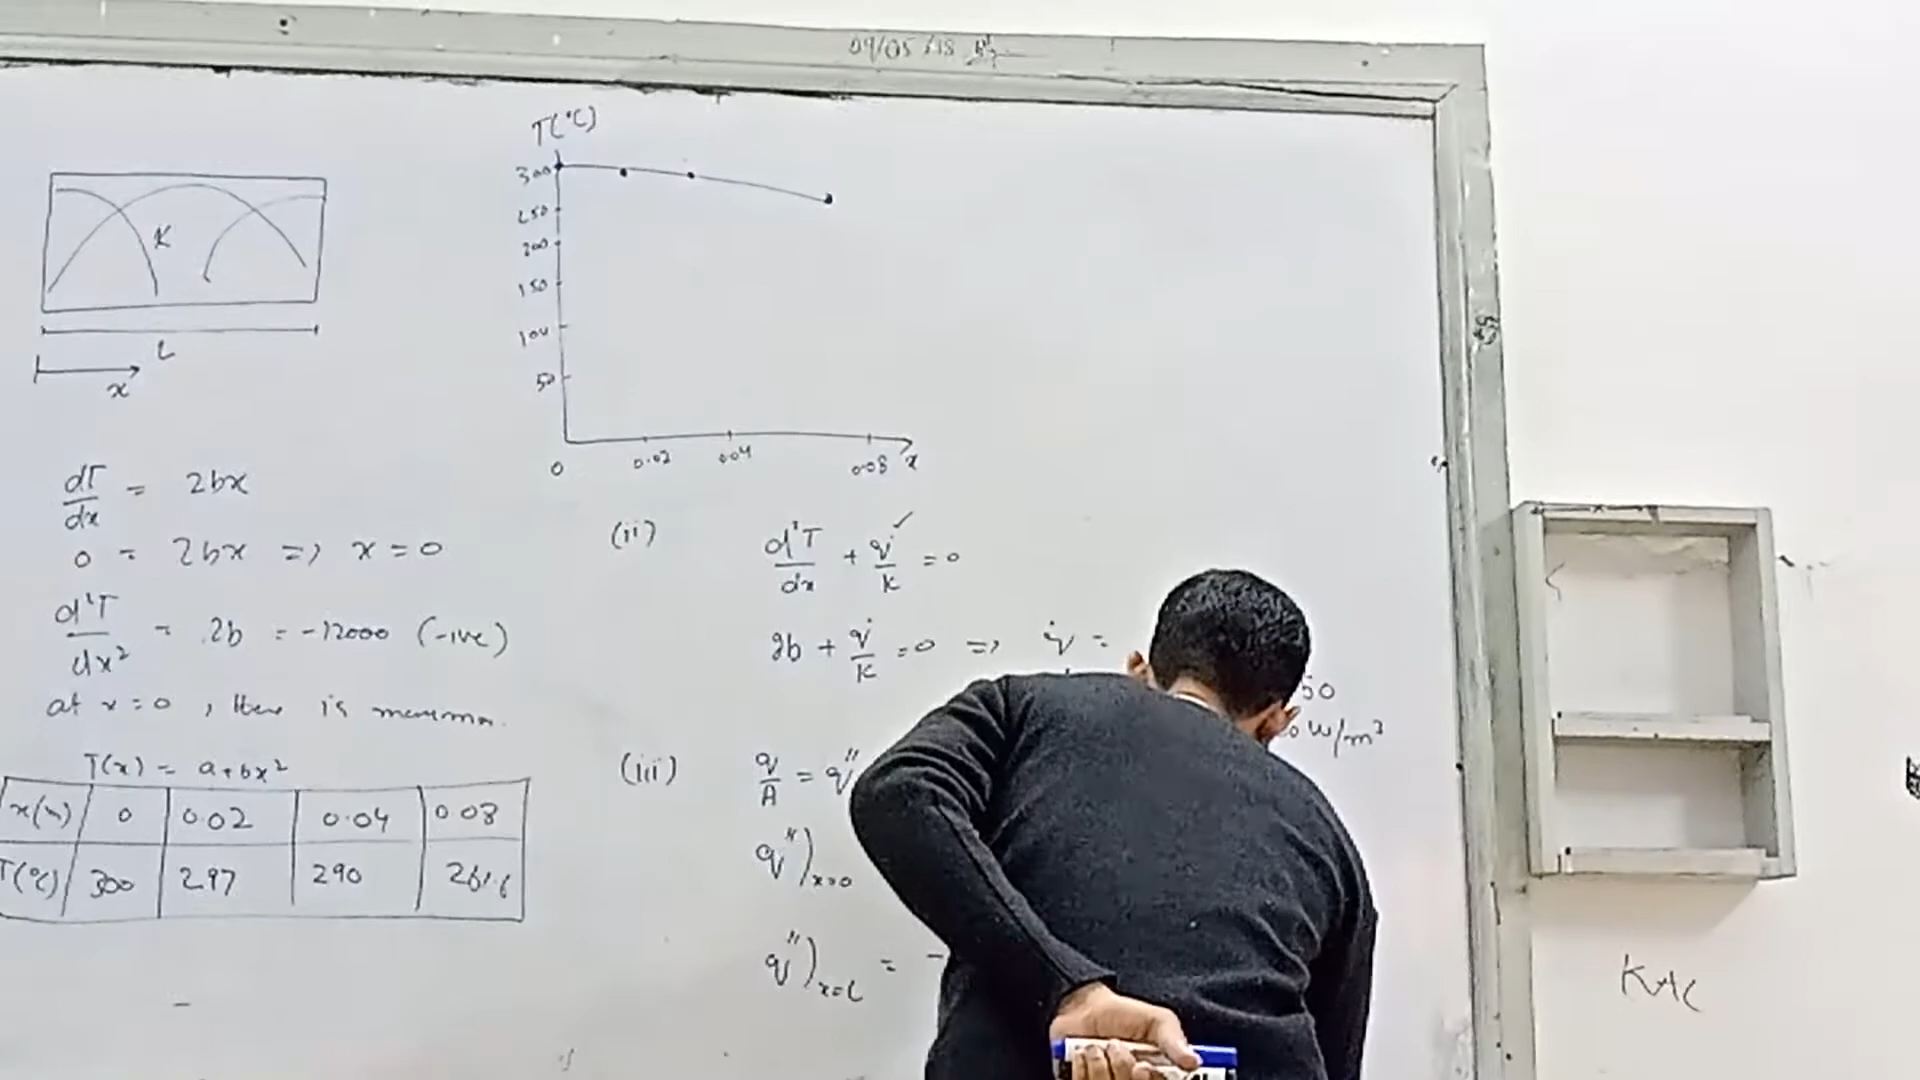 09/05/18
T(°C)
300
250
200
150
100
50
0 0.02 0.04 0.08 x
K
L
x
dT/dx = 2bx
0 = 2bx => x = 0
d²T/dx² = 2b = -12000 (-ive)
at x=0, there is
T(x) = a+bx²
x(m) 0 0.02 0.04 0.08
T(°C) 300 297 290 261.6
(ii) d²T/dx + q̇/k = 0 ✓
2b + q̇/k = 0 => q̇ =
50
0 W/m³
(iii) q/A = q"
q")x=0
q")x=L = -
KAC